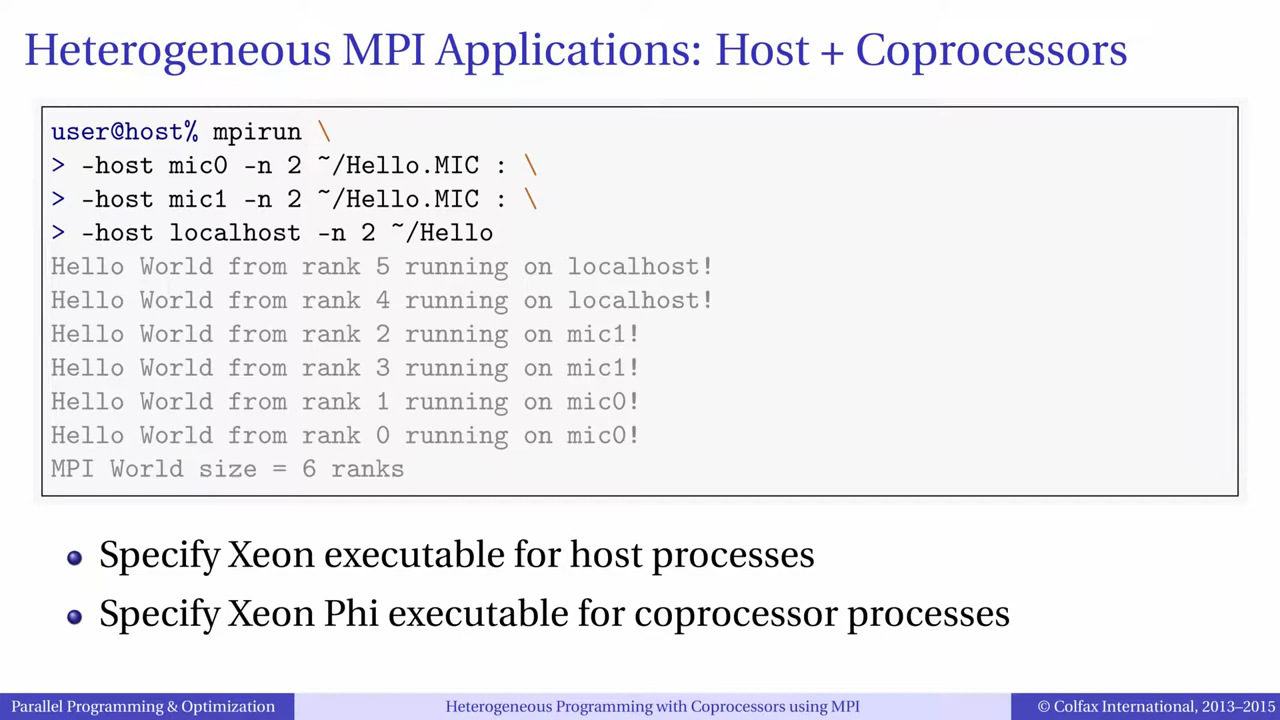 Heterogeneous MPI Applications: Host + Coprocessors
user@host% mpirun \
> -host mic0 -n 2 ~/Hello.MIC : \
> -host mic1 -n 2 ~/Hello.MIC : \
> -host localhost -n 2 ~/Hello
Hello World from rank 5 running on localhost!
Hello World from rank 4 running on localhost!
Hello World from rank 2 running on mic1!
Hello World from rank 3 running on mic1!
Hello World from rank 1 running on mic0!
Hello World from rank 0 running on mic0!
MPI World size = 6 ranks
Specify Xeon executable for host processes
Specify Xeon Phi executable for coprocessor processes
Parallel Programming & Optimization
Heterogeneous Programming with Coprocessors using MPI
© Colfax International, 2013–2015